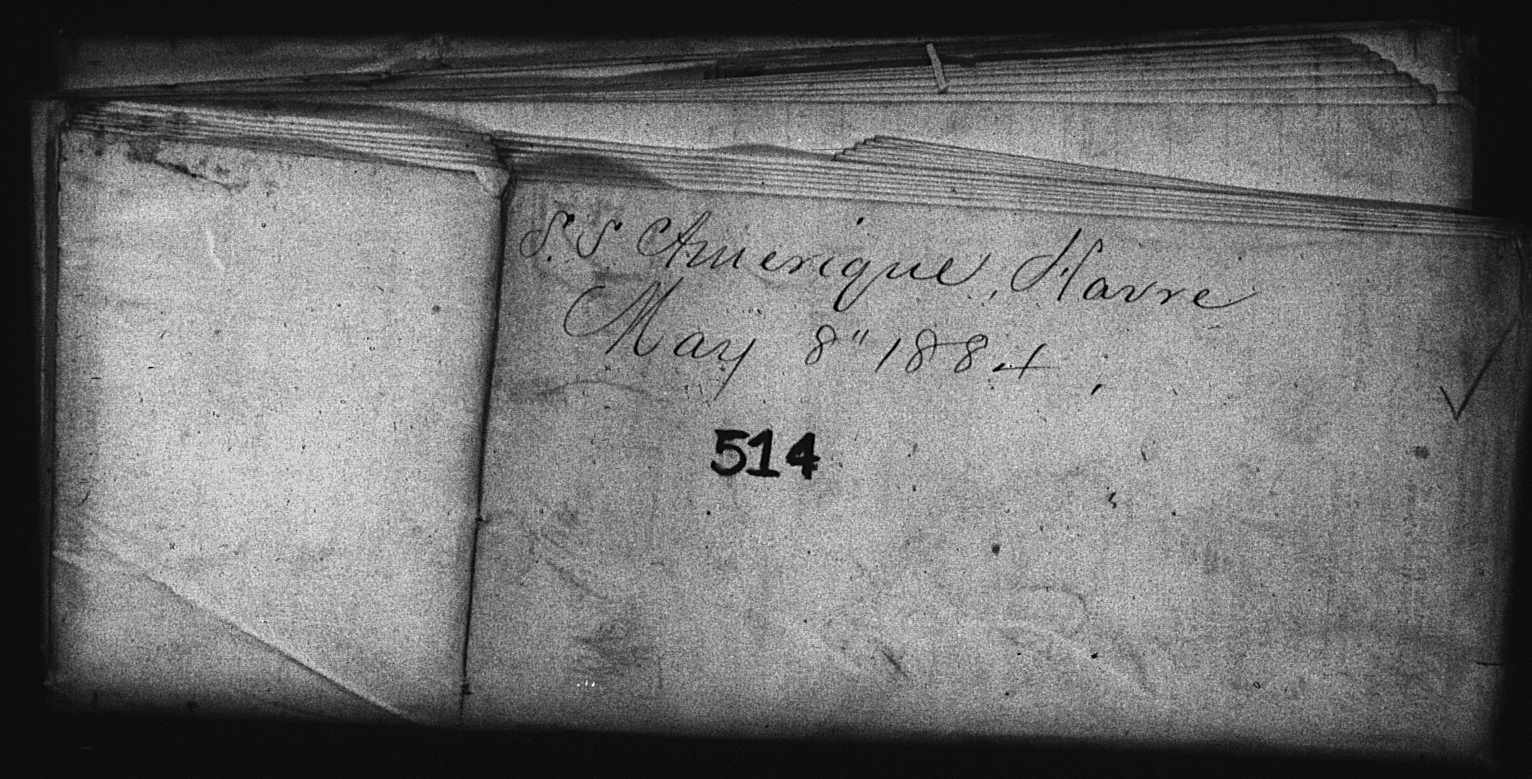 S.S. Amerique, Havre
May 8" 1884.
514